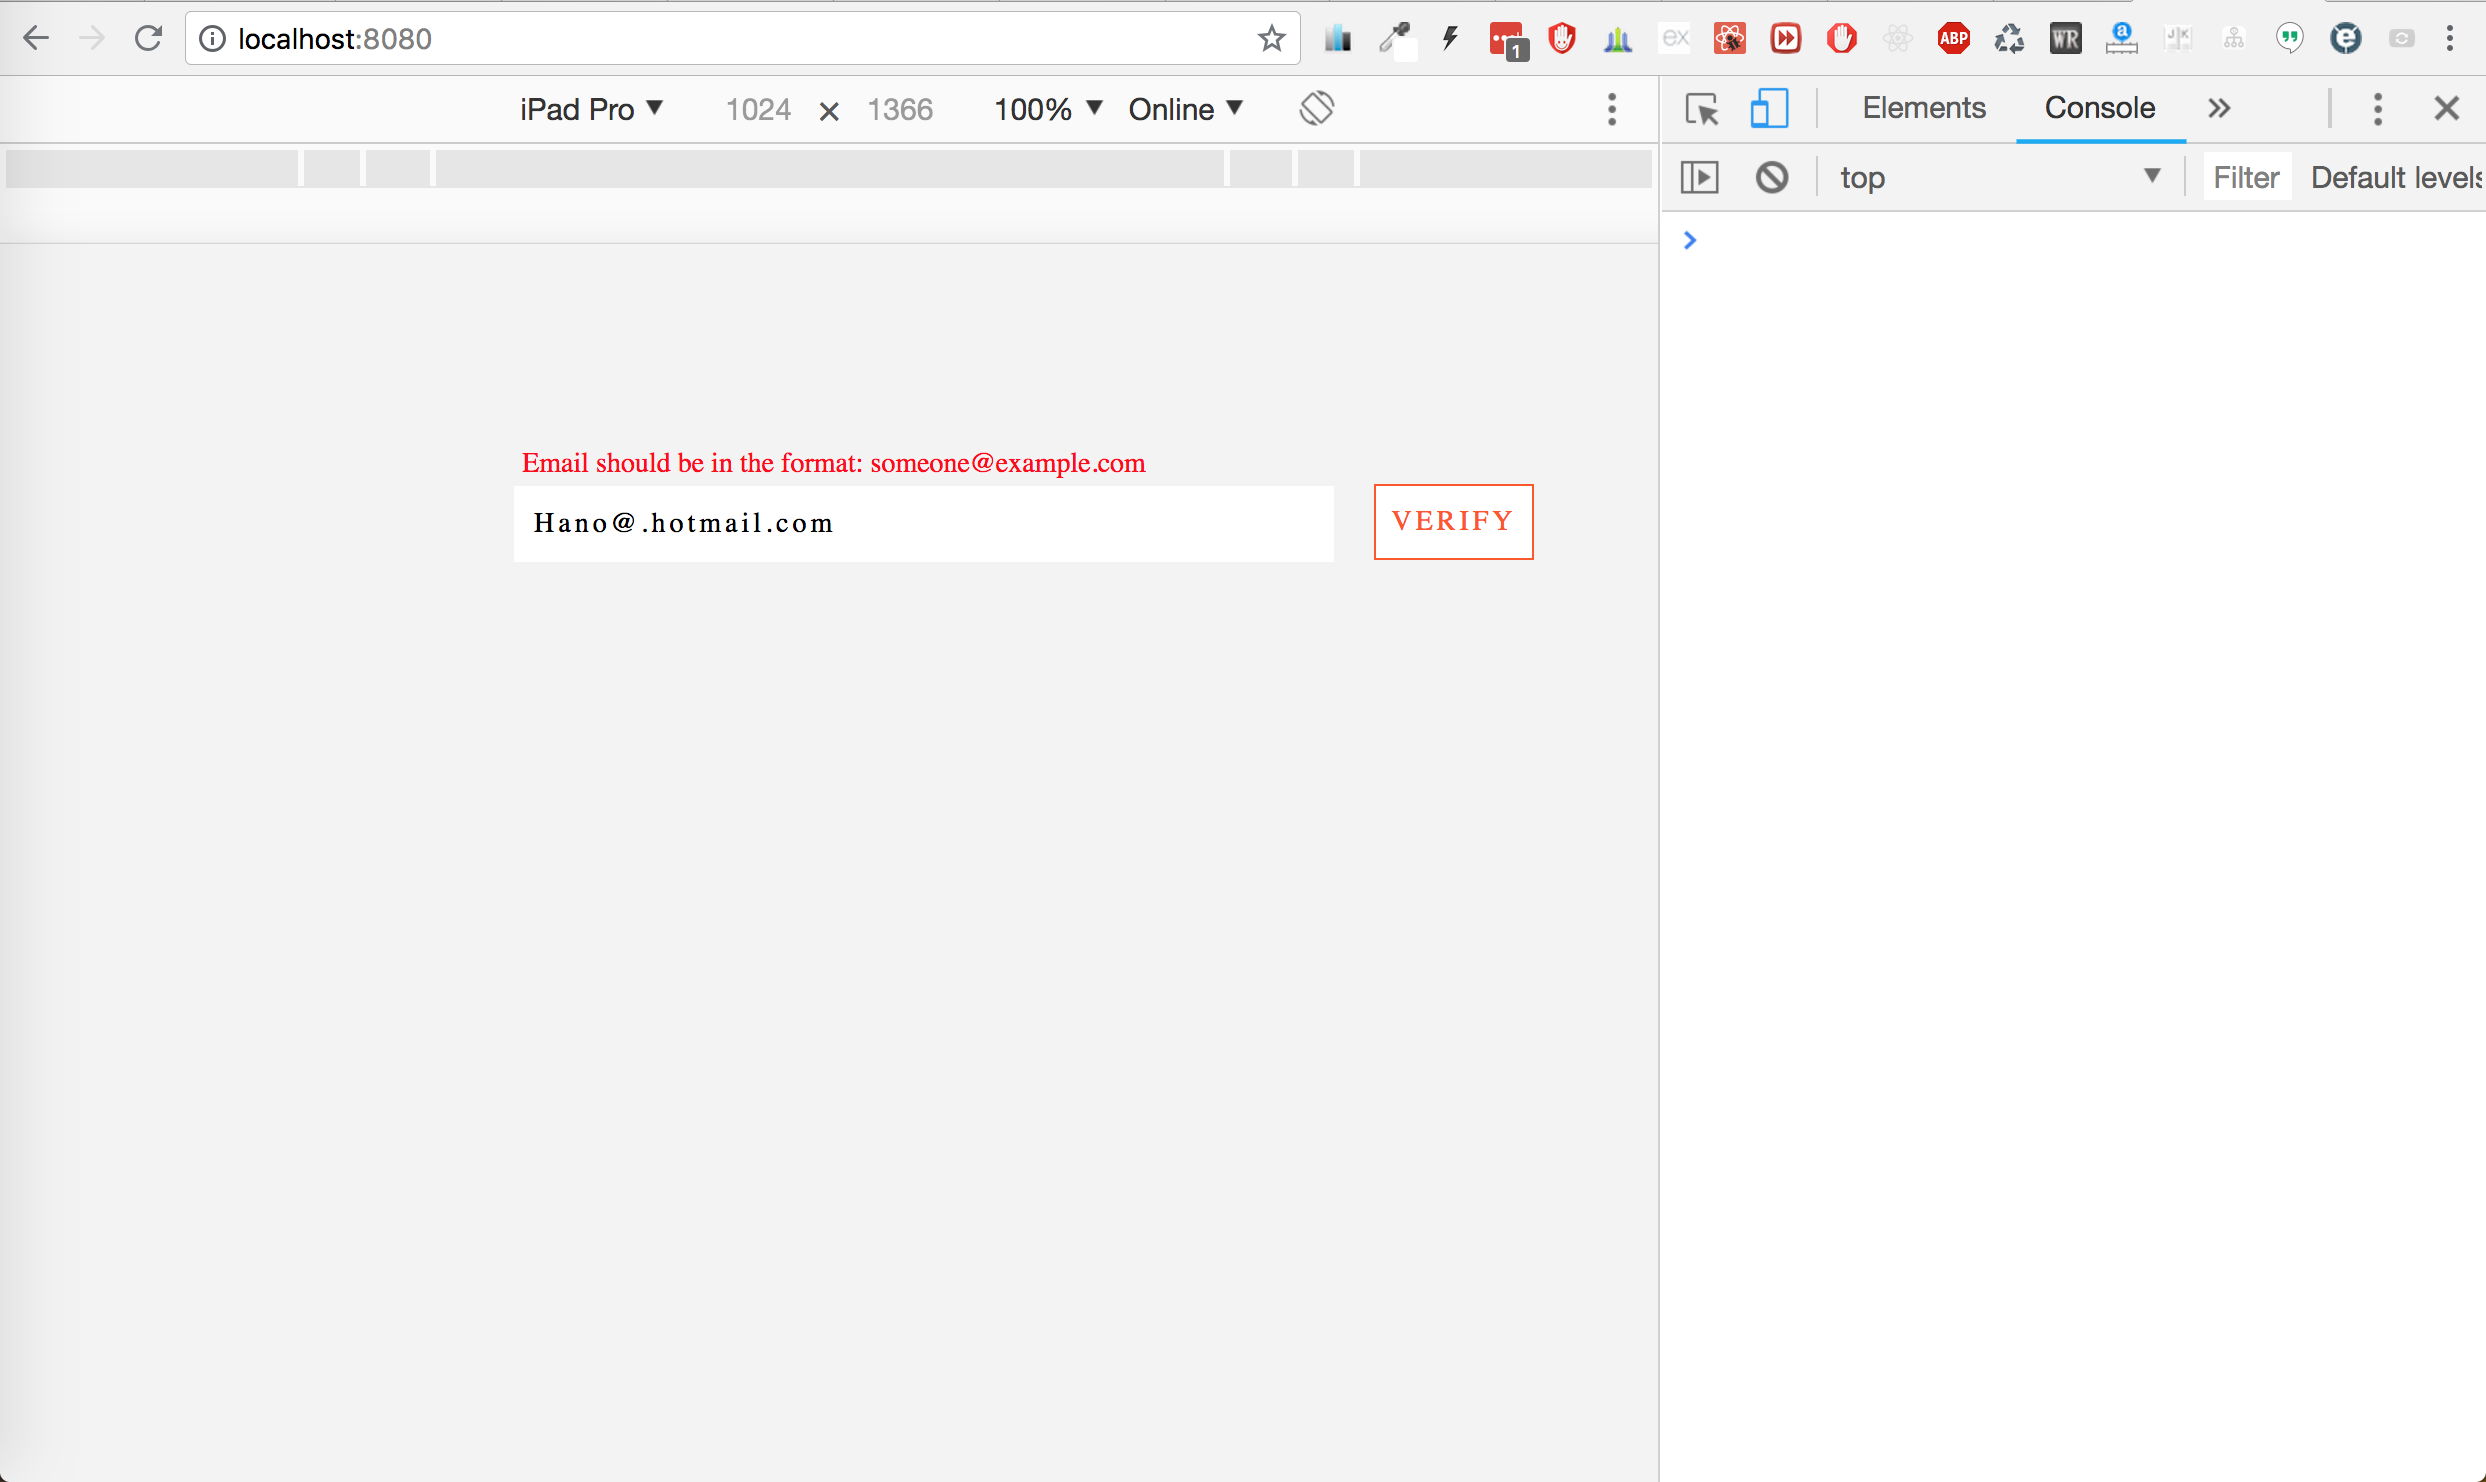 localhost:8080
1
ex
ABP
WR
a
JK
iPad Pro 1024 × 1366 100% Online
Elements Console
top Filter Default levels
Email should be in the format: someone@example.com
Hano@.hotmail.com VERIFY